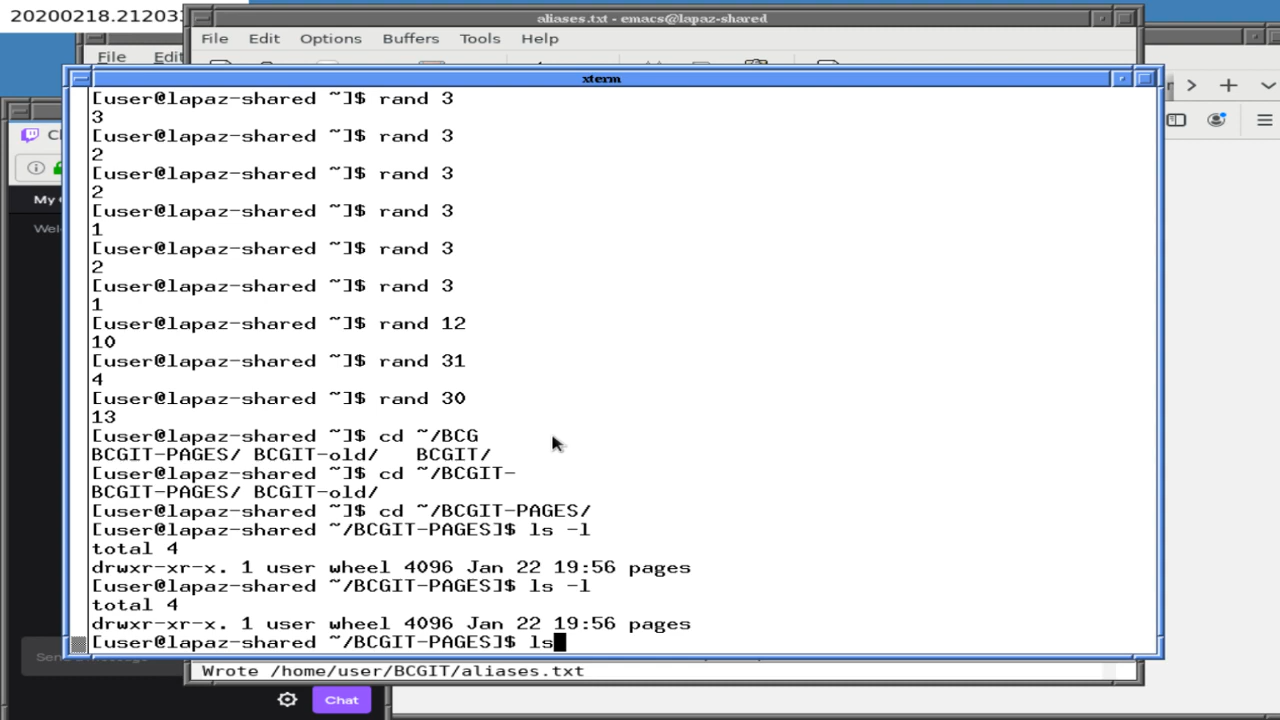 20200218.21203
aliases.txt - emacs@lapaz-shared
File Edit Options Buffers Tools Help
File Edit
xterm
[user@lapaz-shared ~]$ rand 3
3
[user@lapaz-shared ~]$ rand 3
2
[user@lapaz-shared ~]$ rand 3
2
[user@lapaz-shared ~]$ rand 3
1
[user@lapaz-shared ~]$ rand 3
2
[user@lapaz-shared ~]$ rand 3
1
[user@lapaz-shared ~]$ rand 12
10
[user@lapaz-shared ~]$ rand 31
4
[user@lapaz-shared ~]$ rand 30
13
[user@lapaz-shared ~]$ cd ~/BCG
BCGIT-PAGES/ BCGIT-old/   BCGIT/
[user@lapaz-shared ~]$ cd ~/BCGIT-
BCGIT-PAGES/ BCGIT-old/
[user@lapaz-shared ~]$ cd ~/BCGIT-PAGES/
[user@lapaz-shared ~/BCGIT-PAGES]$ ls -l
total 4
drwxr-xr-x. 1 user wheel 4096 Jan 22 19:56 pages
[user@lapaz-shared ~/BCGIT-PAGES]$ ls -l
total 4
drwxr-xr-x. 1 user wheel 4096 Jan 22 19:56 pages
[user@lapaz-shared ~/BCGIT-PAGES]$ ls
My
Wrote /home/user/BCGIT/aliases.txt
Chat